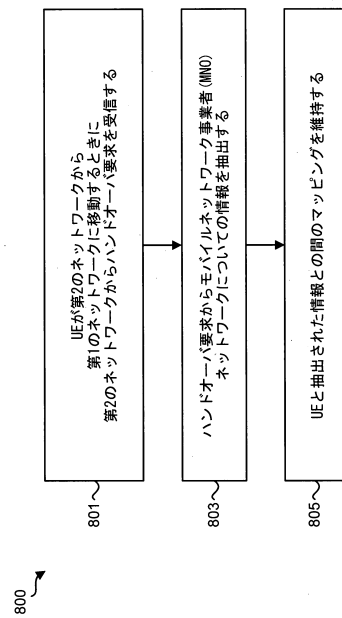 800
801
UEが第2のネットワークから
第1のネットワークに移動するときに
第2のネットワークからハンドオーバ要求を受信する
803
ハンドオーバ要求からモバイルネットワーク事業者(MNO)
ネットワークについての情報を抽出する
805
UEと抽出された情報との間のマッピングを維持する